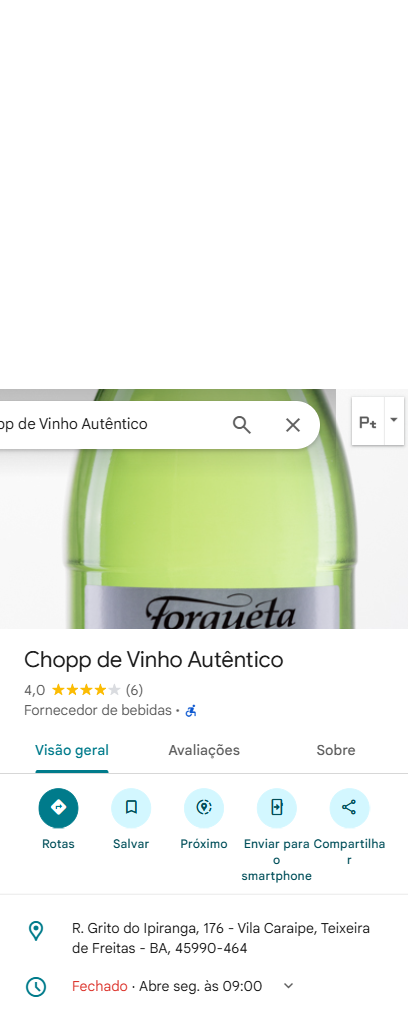 pp de Vinho Autêntico
Pt
Forqueta
Chopp de Vinho Autêntico
4,0 (6)
Fornecedor de bebidas ·
Visão geral Avaliações Sobre
Rotas Salvar Próximo Enviar para o smartphone Compartilhar
R. Grito do Ipiranga, 176 - Vila Caraipe, Teixeira
de Freitas - BA, 45990-464
Fechado · Abre seg. às 09:00